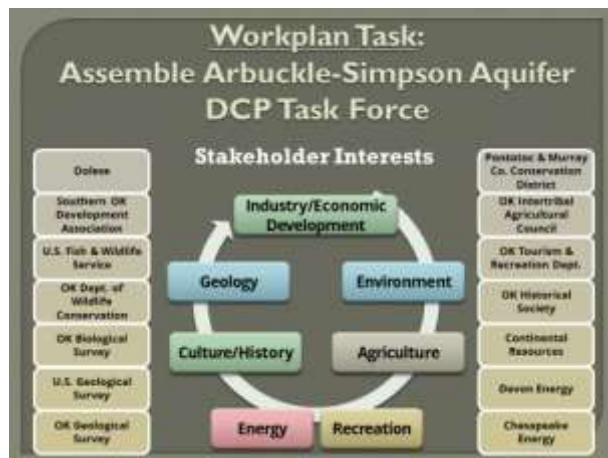 Workplan Task:
Assemble Arbuckle-Simpson Aquifer
DCP Task Force
Stakeholder Interests
Dolese
Southern OK
Development
Association
U.S. Fish & Wildlife
Service
OK Dept. of
Wildlife
Conservation
OK Biological
Survey
U.S. Geological
Survey
OK Geological
Survey
Industry/Economic
Development
Geology
Environment
Culture/History
Agriculture
Energy
Recreation
Pontotoc & Murray
Co. Conservation
District
OK Intertribal
Agricultural
Council
OK Tourism &
Recreation Dept.
OK Historical
Society
Continental
Resources
Devon Energy
Chesapeake
Energy